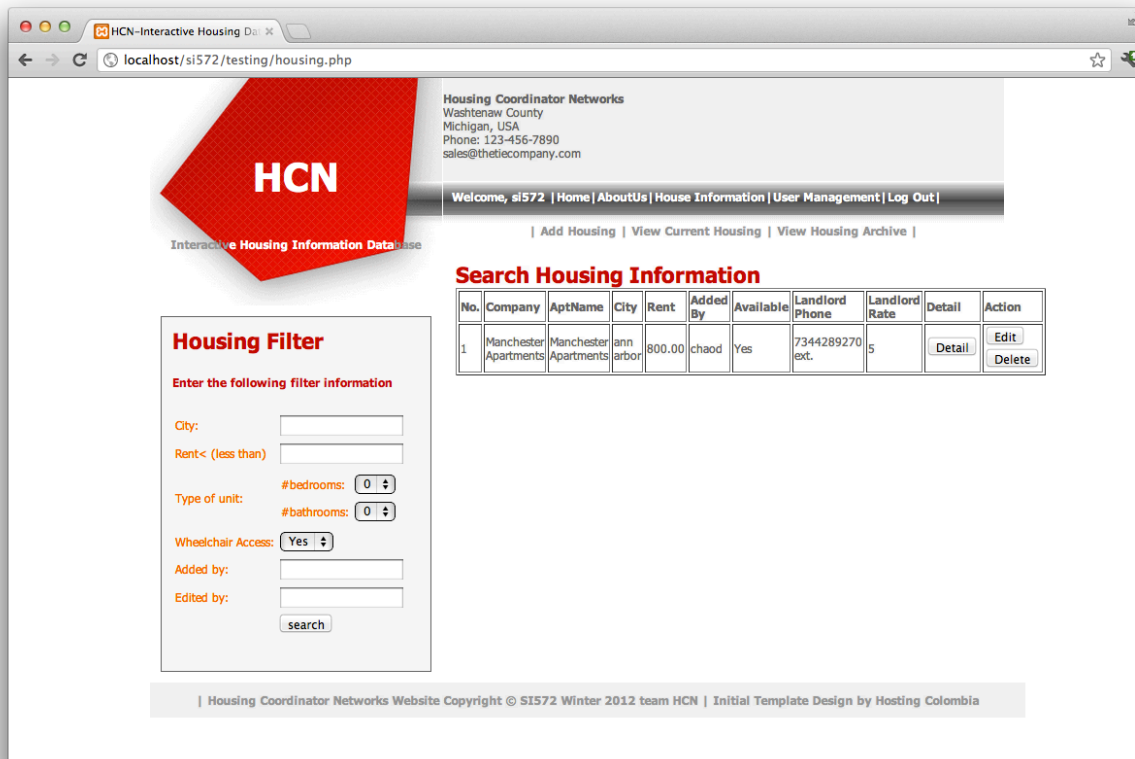 HCN-Interactive Housing Da
localhost/si572/testing/housing.php
HCN
Interactive Housing Information Database
Housing Coordinator Networks
Washtenaw County
Michigan, USA
Phone: 123-456-7890
sales@thetiecompany.com
Welcome, si572 |Home|AboutUs|House Information|User Management|Log Out|
| Add Housing | View Current Housing | View Housing Archive |
Housing Filter
Enter the following filter information
City:
Rent< (less than)
Type of unit:
#bedrooms: 0
#bathrooms: 0
Wheelchair Access: Yes
Added by:
Edited by:
search
Search Housing Information
No. Company AptName City Rent Added By Available Landlord Phone Landlord Rate Detail Action
1 Manchester Apartments Manchester Apartments ann arbor 800.00 chaod Yes 7344289270 ext. 5 Detail Edit Delete
| Housing Coordinator Networks Website Copyright © SI572 Winter 2012 team HCN | Initial Template Design by Hosting Colombia